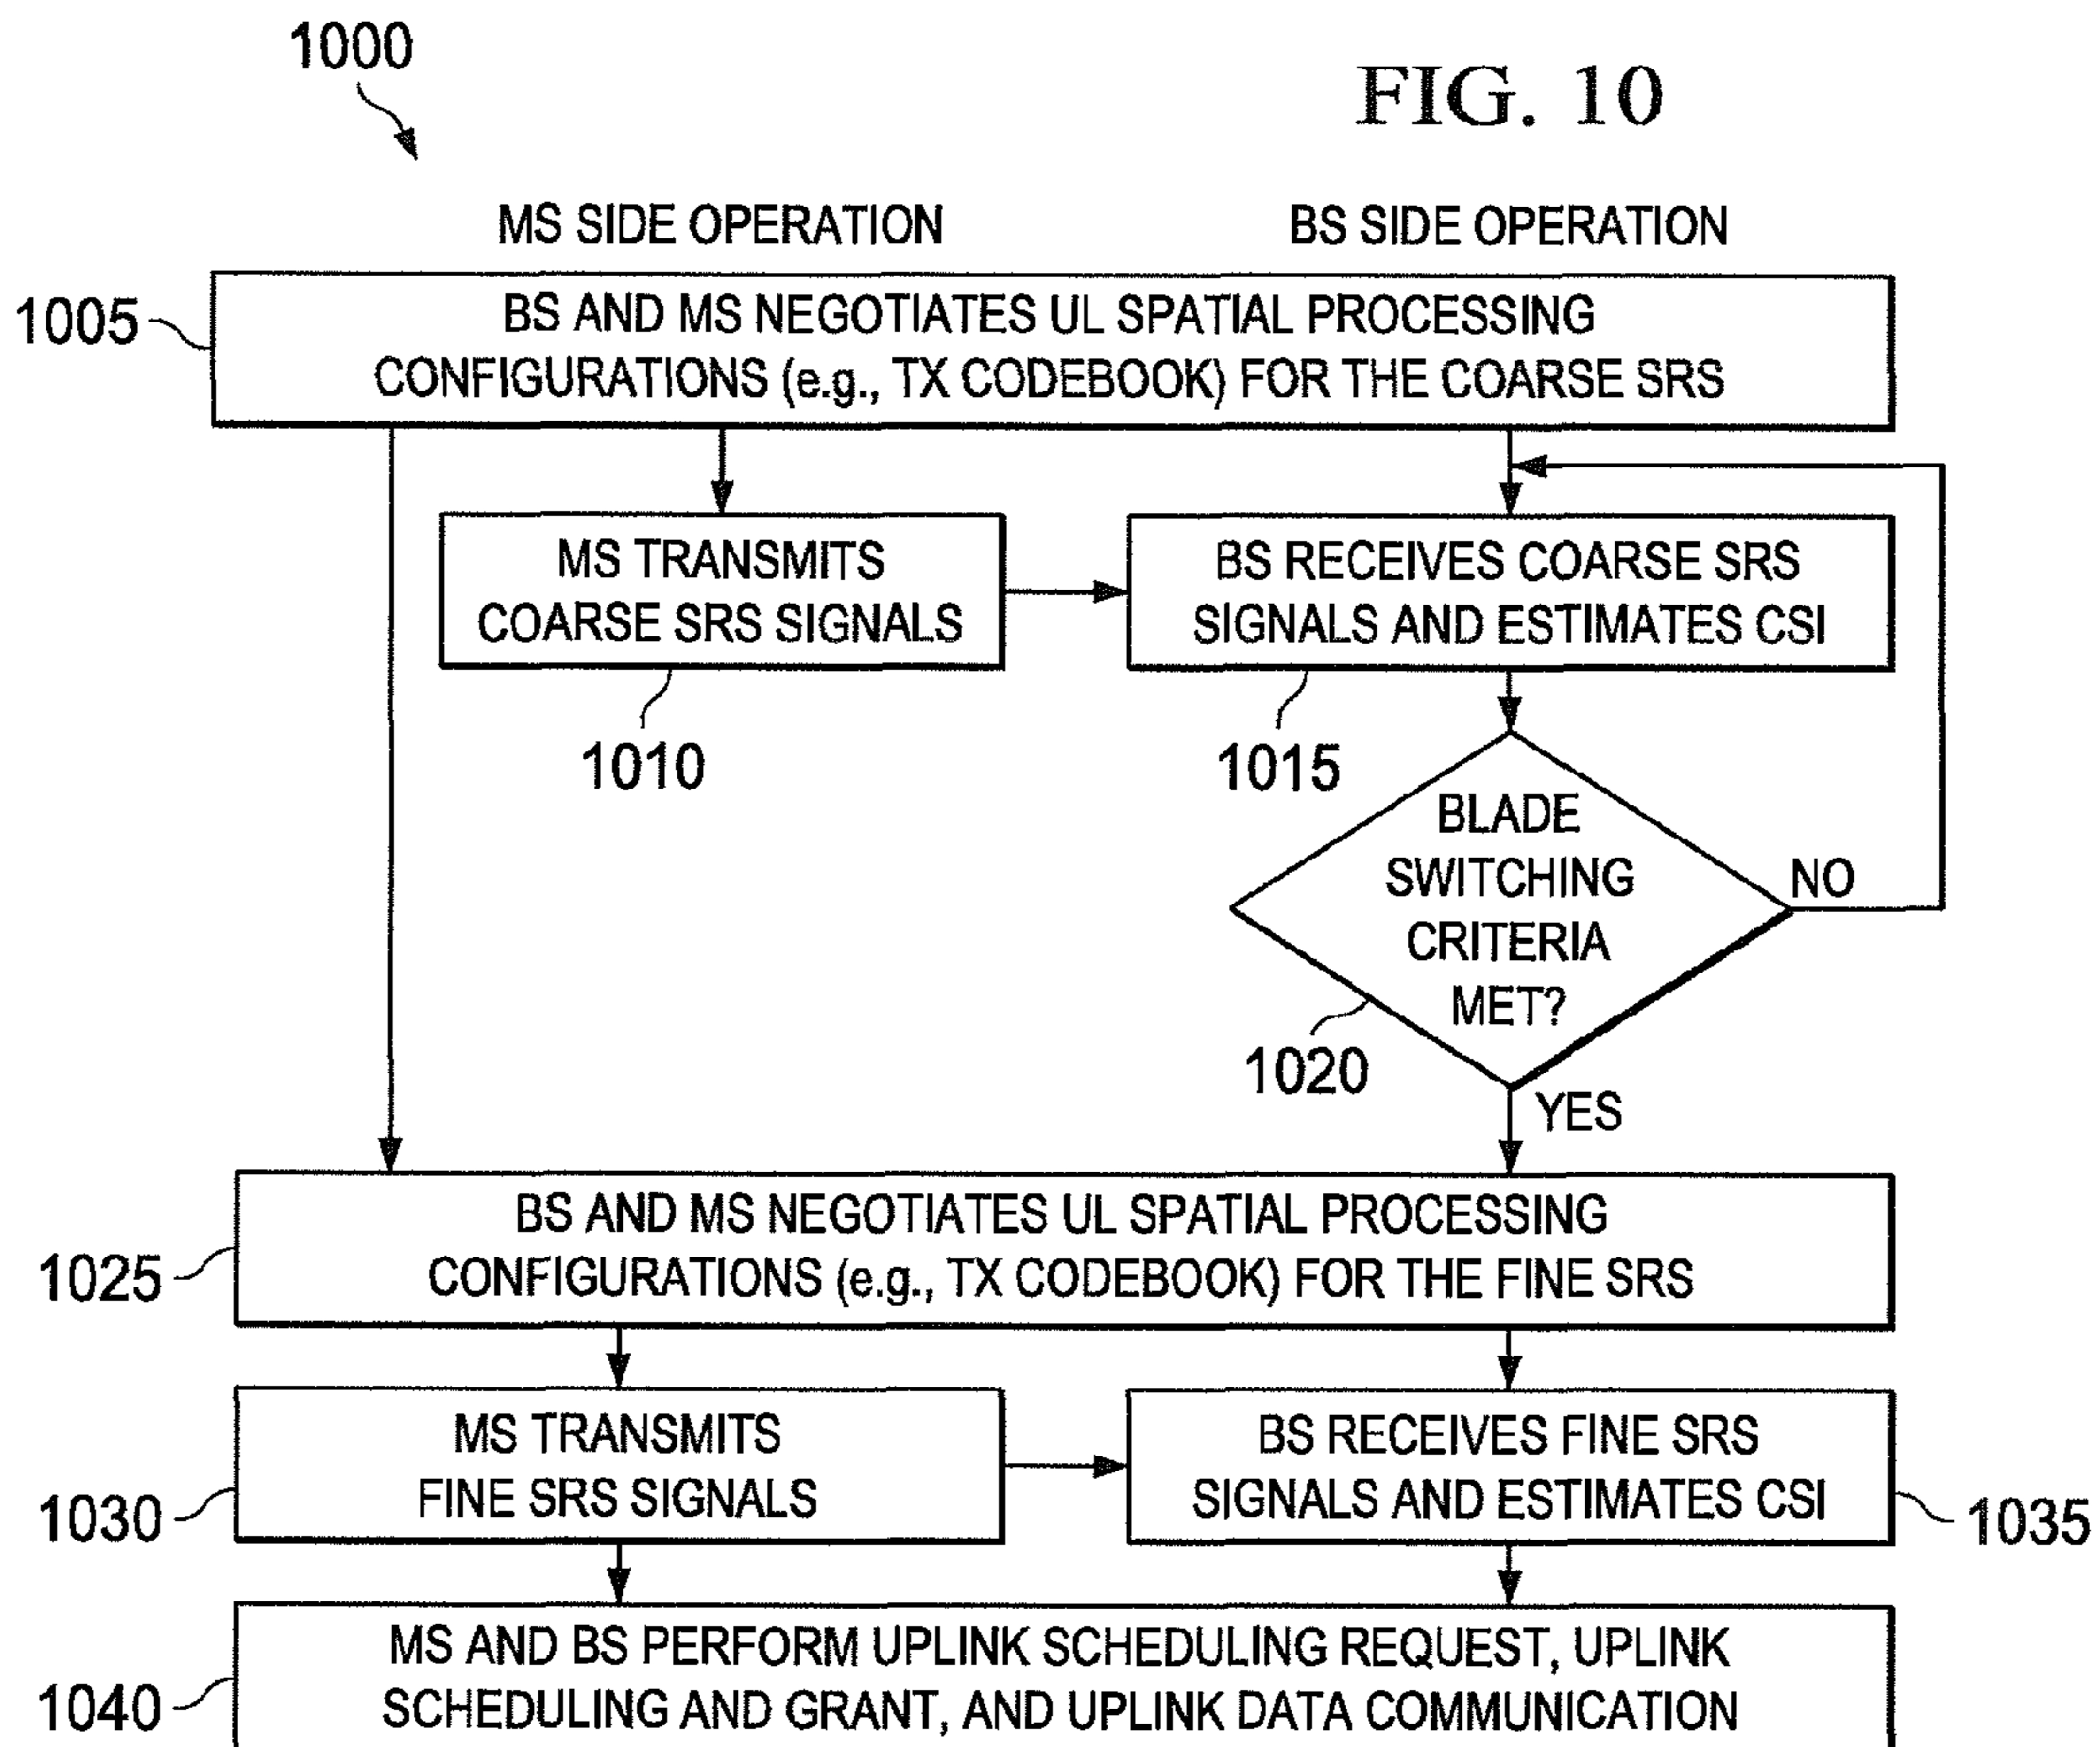 1000
FIG. 10
MS SIDE OPERATION
BS SIDE OPERATION
1005
BS AND MS NEGOTIATES UL SPATIAL PROCESSING
CONFIGURATIONS (e.g., TX CODEBOOK) FOR THE COARSE SRS
MS TRANSMITS
COARSE SRS SIGNALS
1010
BS RECEIVES COARSE SRS
SIGNALS AND ESTIMATES CSI
1015
BLADE
SWITCHING
CRITERIA
MET?
NO
1020
YES
1025
BS AND MS NEGOTIATES UL SPATIAL PROCESSING
CONFIGURATIONS (e.g., TX CODEBOOK) FOR THE FINE SRS
1030
MS TRANSMITS
FINE SRS SIGNALS
BS RECEIVES FINE SRS
SIGNALS AND ESTIMATES CSI
1035
1040
MS AND BS PERFORM UPLINK SCHEDULING REQUEST, UPLINK
SCHEDULING AND GRANT, AND UPLINK DATA COMMUNICATION